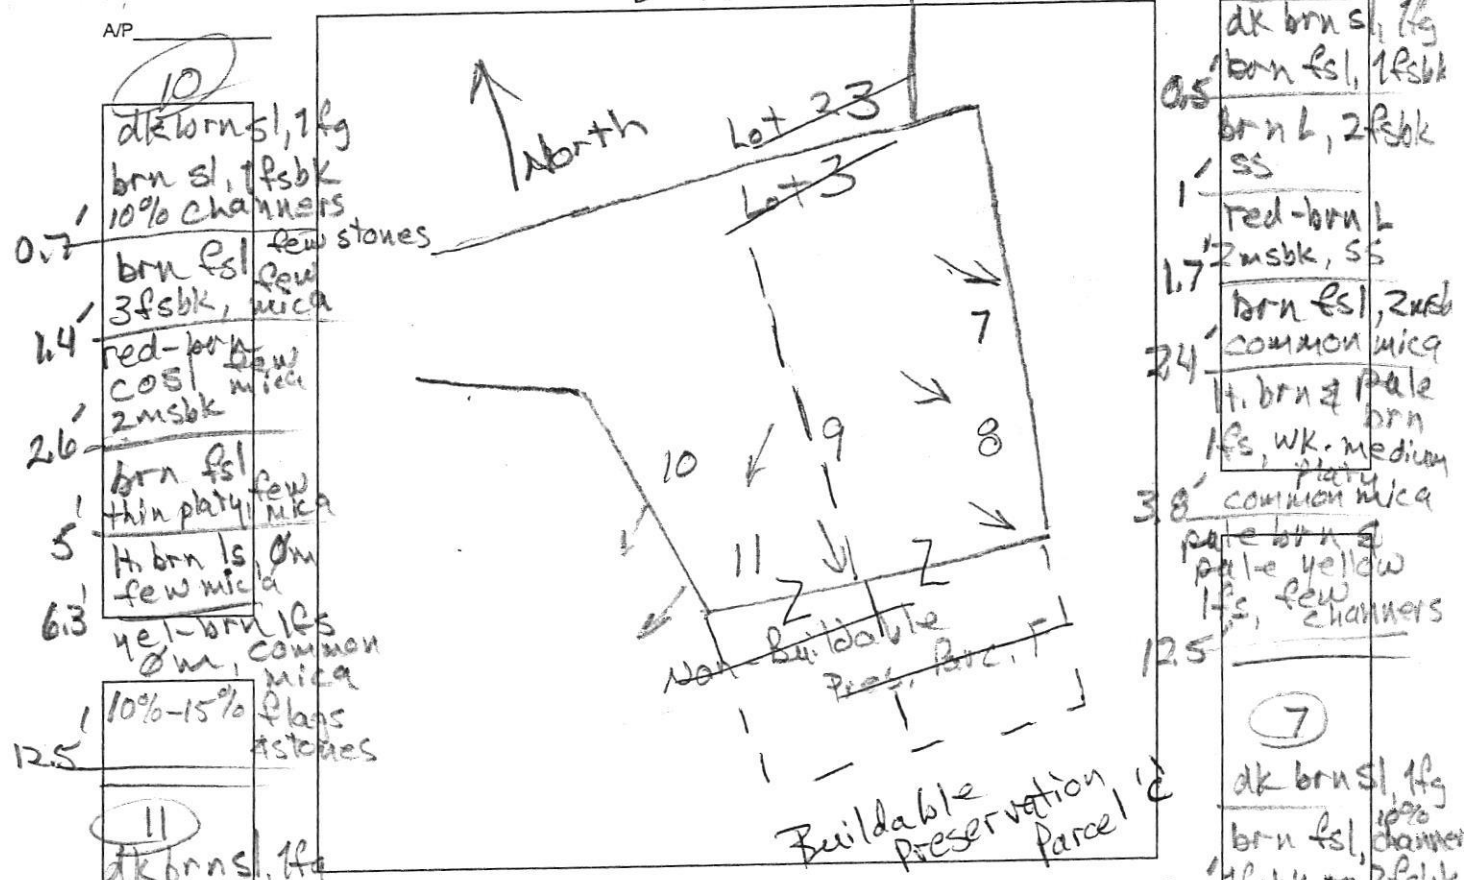 A/P
10
dk brn sl, 1fg
brn sl, 1fsbk
10% channers
0.7'
few stones
brn fsl few
3fsbk, mica
1.4'
red-brn few
cosl mica
2msbk
2.6'
brn fsl
thin platy, few
mica
5'
lt. brn ls, Øm
few mica
6.3'
yel-brn lfs
Øm, common
mica
10%-15% flags
& stones
12.5'
11
dk brn sl, 1fg
North
Lot 23
Lot 3
7
8
9
10
11
Z
Z
Non-Buildable
Pres. Parc. F
Buildable
Preservation
Parcel 'C'
dk brn sl, 1fg
brn fsl, 1fsbk
0.5'
brn L, 2fsbk
ss
1'
red-brn L
2msbk, ss
1.7'
brn fsl, 2msb
common mica
2.4'
lt. brn & pale
brn
lfs, wk. medium
platy
common mica
3.8'
pale brn &
pale yellow
lfs, few
channers
12.5'
7
dk brn sl, 1fg
10%
brn fsl, channer